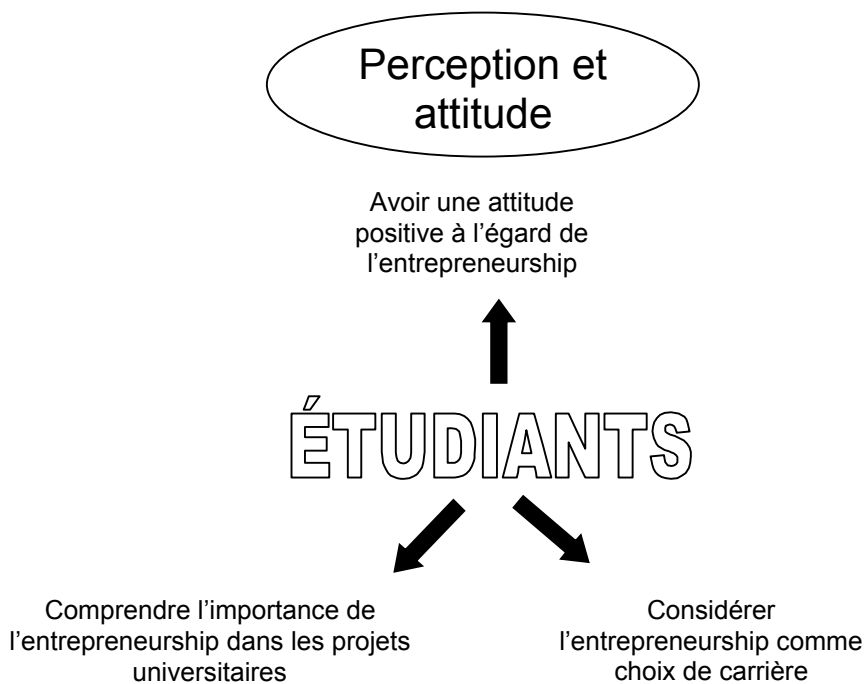 Perception et
attitude
Avoir une attitude
positive à l’égard de
l’entrepreneurship
ÉTUDIANTS
Comprendre l’importance de
l’entrepreneurship dans les projets
universitaires
Considérer
l’entrepreneurship comme
choix de carrière